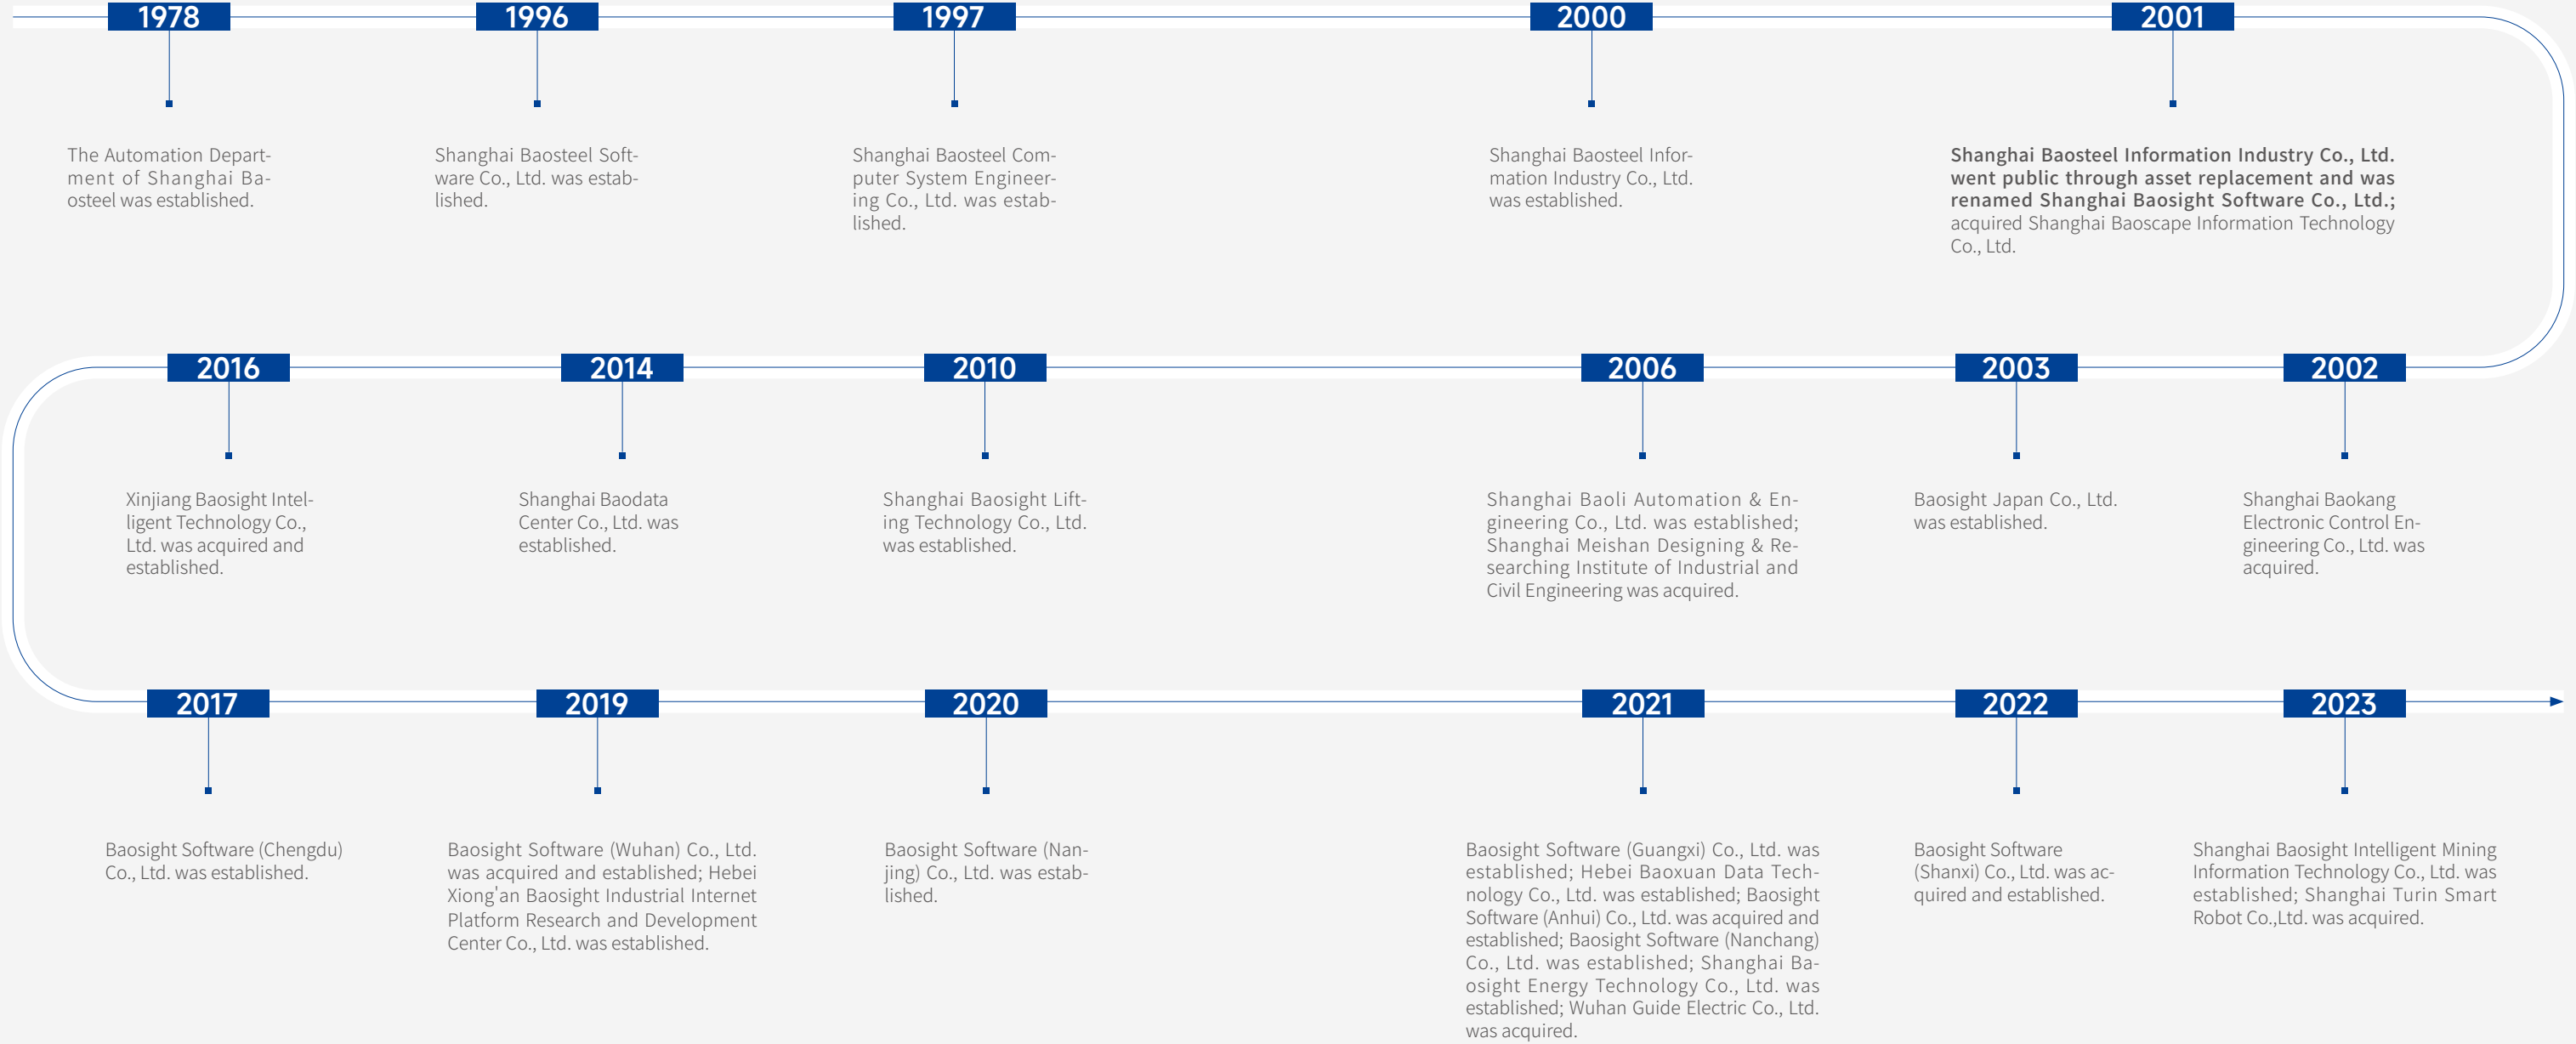 1978
The Automation Depart-
ment of Shanghai Ba-
osteel was established.
1996
Shanghai Baosteel Soft-
ware Co., Ltd. was estab-
lished.
1997
Shanghai Baosteel Com-
puter System Engineer-
ing Co., Ltd. was estab-
lished.
2000
Shanghai Baosteel Infor-
mation Industry Co., Ltd.
was established.
2001
Shanghai Baosteel Information Industry Co., Ltd.
went public through asset replacement and was
renamed Shanghai Baosight Software Co., Ltd.;
acquired Shanghai Baoscape Information Technology
Co., Ltd.
2002
Shanghai Baokang
Electronic Control En-
gineering Co., Ltd. was
acquired.
2003
Baosight Japan Co., Ltd.
was established.
2006
Shanghai Baoli Automation & En-
gineering Co., Ltd. was established;
Shanghai Meishan Designing & Re-
searching Institute of Industrial and
Civil Engineering was acquired.
2010
Shanghai Baosight Lift-
ing Technology Co., Ltd.
was established.
2014
Shanghai Baodata
Center Co., Ltd. was
established.
2016
Xinjiang Baosight Intel-
ligent Technology Co.,
Ltd. was acquired and
established.
2017
Baosight Software (Chengdu)
Co., Ltd. was established.
2019
Baosight Software (Wuhan) Co., Ltd.
was acquired and established; Hebei
Xiong'an Baosight Industrial Internet
Platform Research and Development
Center Co., Ltd. was established.
2020
Baosight Software (Nan-
jing) Co., Ltd. was estab-
lished.
2021
Baosight Software (Guangxi) Co., Ltd. was
established; Hebei Baoxuan Data Tech-
nology Co., Ltd. was established; Baosight
Software (Anhui) Co., Ltd. was acquired and
established; Baosight Software (Nanchang)
Co., Ltd. was established; Shanghai Ba-
osight Energy Technology Co., Ltd. was
established; Wuhan Guide Electric Co., Ltd.
was acquired.
2022
Baosight Software
(Shanxi) Co., Ltd. was ac-
quired and established.
2023
Shanghai Baosight Intelligent Mining
Information Technology Co., Ltd. was
established; Shanghai Turin Smart
Robot Co.,Ltd. was acquired.